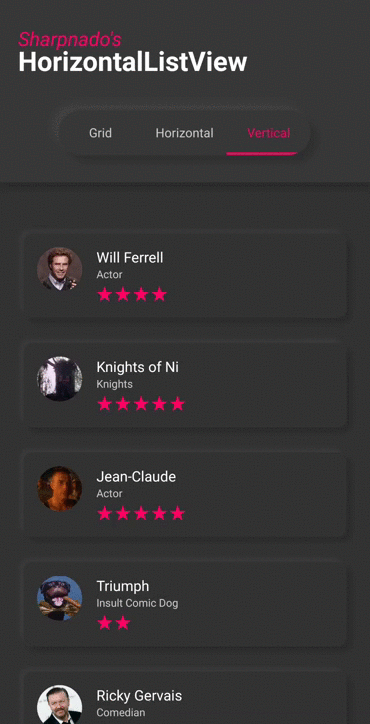 Sharpnado's
HorizontalListView
Grid Horizontal Vertical
Will Ferrell
Actor
Knights of Ni
Knights
Jean-Claude
Actor
Triumph
Insult Comic Dog
Ricky Gervais
Comedian